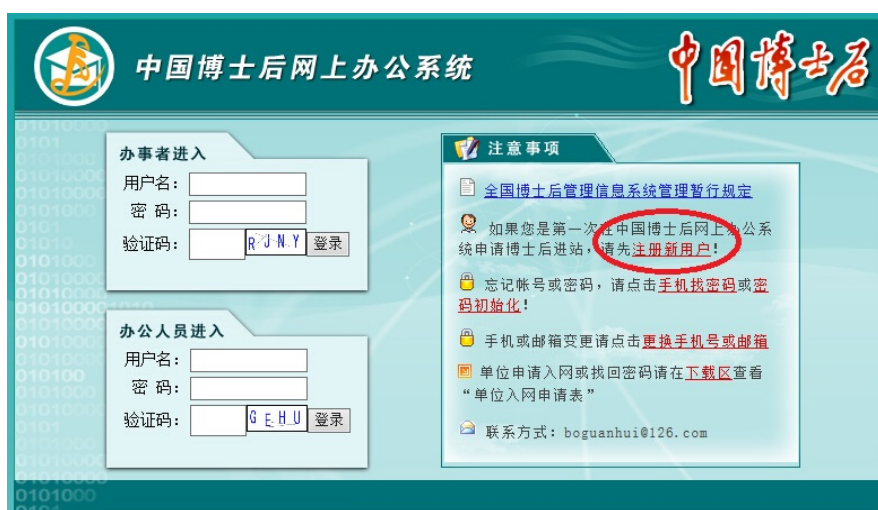 中国博士后网上办公系统
中国博士后
办事者进入
用户名：
密 码：
验证码：
RJNY
登录
办公人员进入
用户名：
密 码：
验证码：
GEHU
登录
注意事项
全国博士后管理信息系统管理暂行规定
如果您是第一次在中国博士后网上办公系
统申请博士后进站，请先注册新用户！
忘记帐号或密码，请点击手机找密码或密
码初始化！
手机或邮箱变更请点击更换手机号或邮箱
单位申请入网或找回密码请在下载区查看
“单位入网申请表”
联系方式：boguanhui@126.com